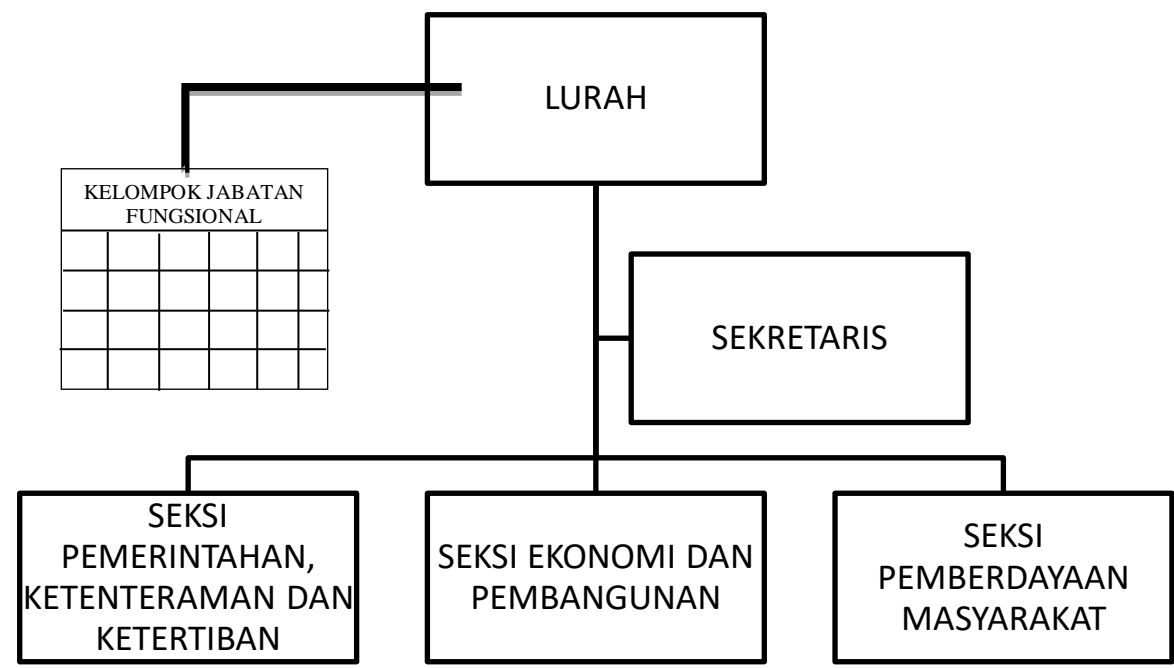 LURAH
KELOMPOK JABATAN
FUNGSIONAL
SEKRETARIS
SEKSI
PEMERINTAHAN,
KETENTERAMAN DAN
KETERTIBAN
SEKSI EKONOMI DAN
PEMBANGUNAN
SEKSI
PEMBERDAYAAN
MASYARAKAT